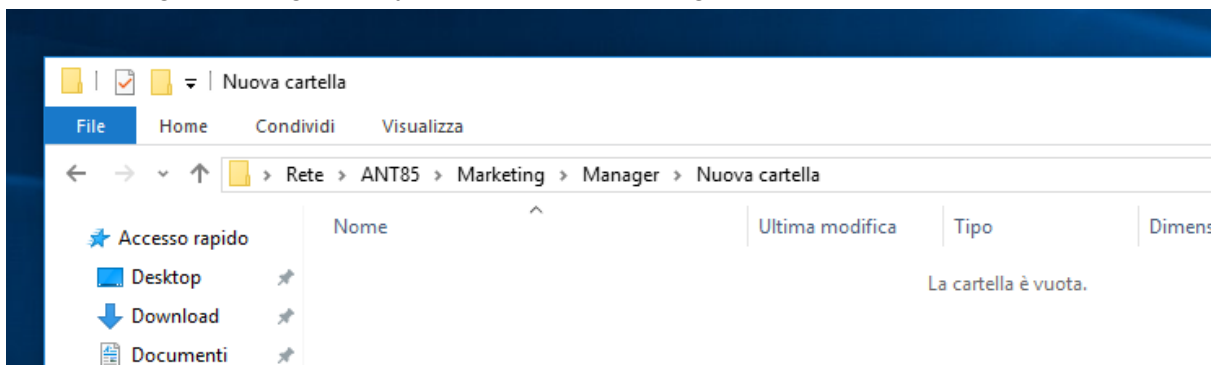 Nuova cartella
File Home Condividi Visualizza
Rete > ANT85 > Marketing > Manager > Nuova cartella
Accesso rapido Nome Ultima modifica Tipo Dimens
Desktop La cartella è vuota.
Download
Documenti